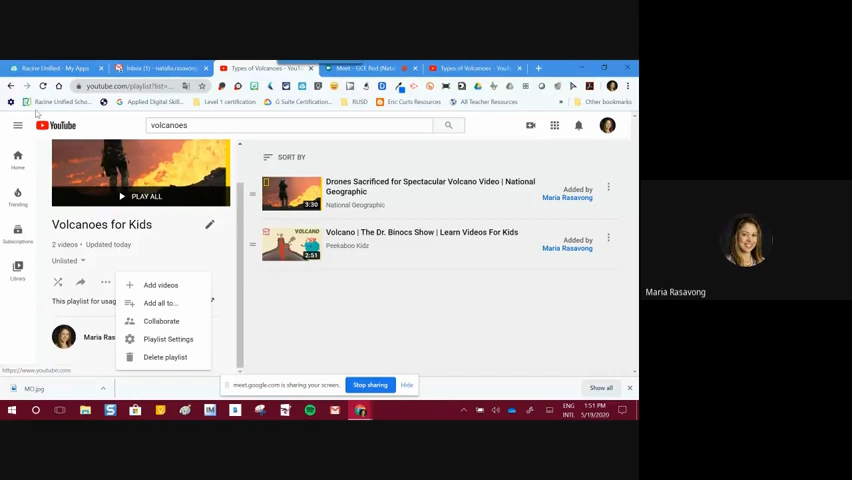 Racine Unified - My Apps
Inbox (1) - natalia.rasavong
Types of Volcanoes - YouT
Meet - GCE Red (Nata
Types of Volcanoes - YouT
youtube.com/playlist?list=...
Racine Unified Scho...
Applied Digital Skill...
Level 1 certification
G Suite Certification...
RUSD
Eric Curts Resources
All Teacher Resources
»
Other bookmarks
YouTube
volcanoes
Home
Trending
Subscriptions
Library
PLAY ALL
Volcanoes for Kids
2 videos • Updated today
Unlisted
This playlist for usag
Maria Ras
Add videos
Add all to...
Collaborate
Playlist Settings
Delete playlist
SORT BY
3:30
Drones Sacrificed for Spectacular Volcano Video | National
Geographic
National Geographic
Added by
Maria Rasavong
VOLCANO
2:51
Volcano | The Dr. Binocs Show | Learn Videos For Kids
Peekaboo Kidz
Added by
Maria Rasavong
https://www.youtube.com
MO.jpg
meet.google.com is sharing your screen.
Stop sharing
Hide
Show all
ENG
INTL
1:51 PM
5/19/2020
Maria Rasavong